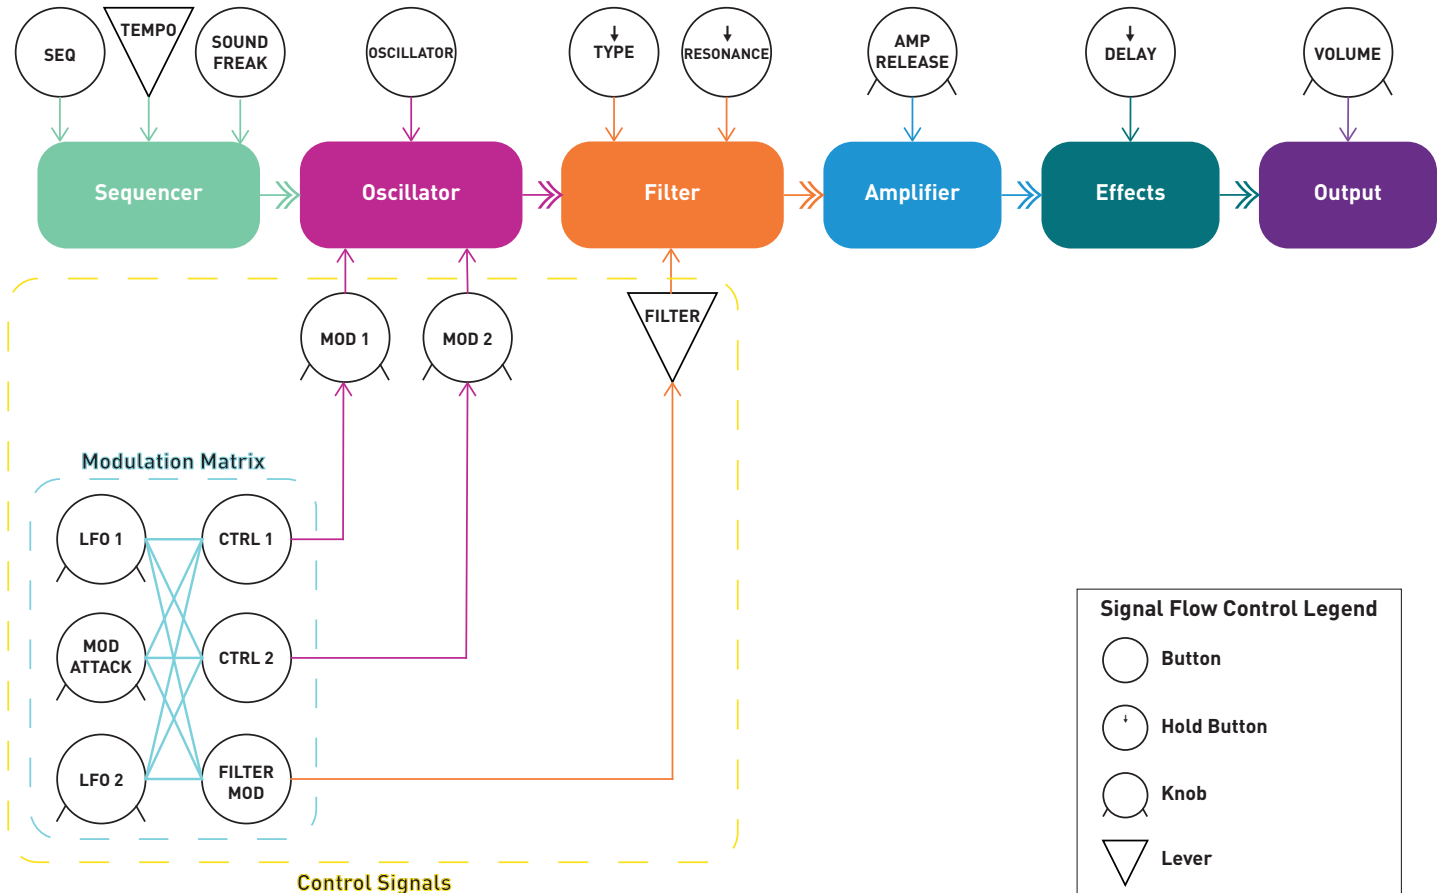 SEQ
TEMPO
SOUND
FREAK
OSCILLATOR
TYPE
RESONANCE
AMP
RELEASE
DELAY
VOLUME
Sequencer
Oscillator
Filter
Amplifier
Effects
Output
MOD 1
MOD 2
FILTER
Modulation Matrix
LFO 1
CTRL 1
MOD
ATTACK
CTRL 2
LFO 2
FILTER
MOD
Control Signals
Signal Flow Control Legend
Button
Hold Button
Knob
Lever